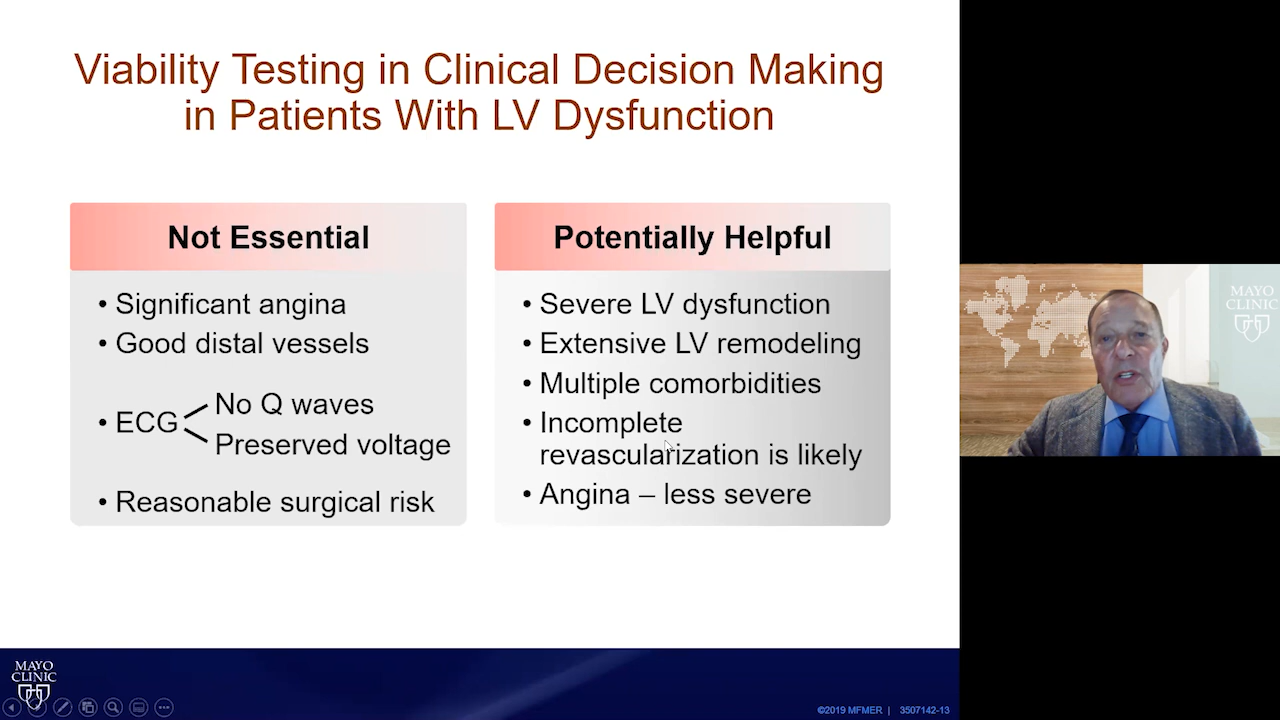 Viability Testing in Clinical Decision Making
in Patients With LV Dysfunction
Not Essential
• Significant angina
• Good distal vessels
• ECG
No Q waves
Preserved voltage
• Reasonable surgical risk
Potentially Helpful
• Severe LV dysfunction
• Extensive LV remodeling
• Multiple comorbidities
• Incomplete
revascularization is likely
• Angina – less severe
MAYO
CLINIC
MAYO
CLINIC
©2019 MFMER | 3507142-13